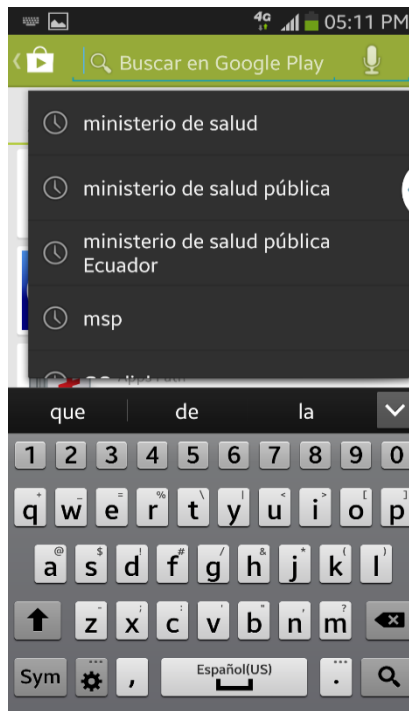 4G 05:11 PM
Buscar en Google Play
ministerio de salud
ministerio de salud pública
ministerio de salud pública
Ecuador
msp
que de la
1 2 3 4 5 6 7 8 9 0
q w e r t y u i o p
a s d f g h j k l
z x c v b n m
Sym , Español(US) .